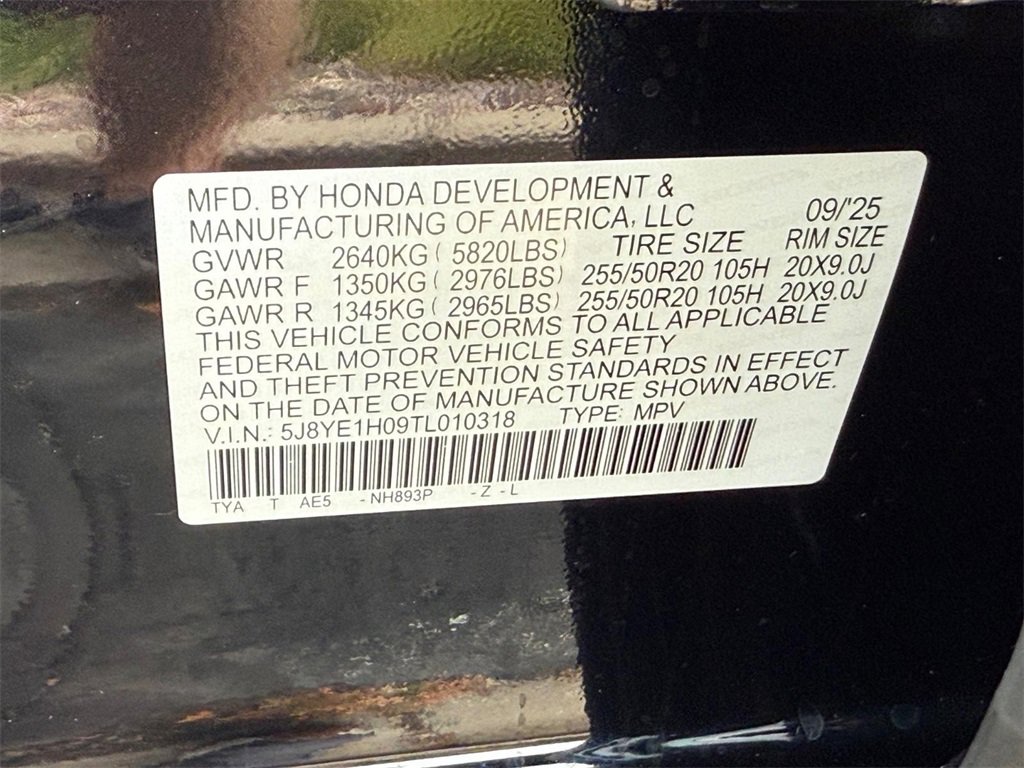 MFD. BY HONDA DEVELOPMENT &
MANUFACTURING OF AMERICA, LLC 09/'25
GVWR 2640KG ( 5820LBS) TIRE SIZE RIM SIZE
GAWR F 1350KG ( 2976LBS) 255/50R20 105H 20X9.0J
GAWR R 1345KG ( 2965LBS) 255/50R20 105H 20X9.0J
THIS VEHICLE CONFORMS TO ALL APPLICABLE
FEDERAL MOTOR VEHICLE SAFETY
AND THEFT PREVENTION STANDARDS IN EFFECT
ON THE DATE OF MANUFACTURE SHOWN ABOVE.
V.I.N.: 5J8YE1H09TL010318 TYPE: MPV
TYA T AE5 -NH893P -Z -L